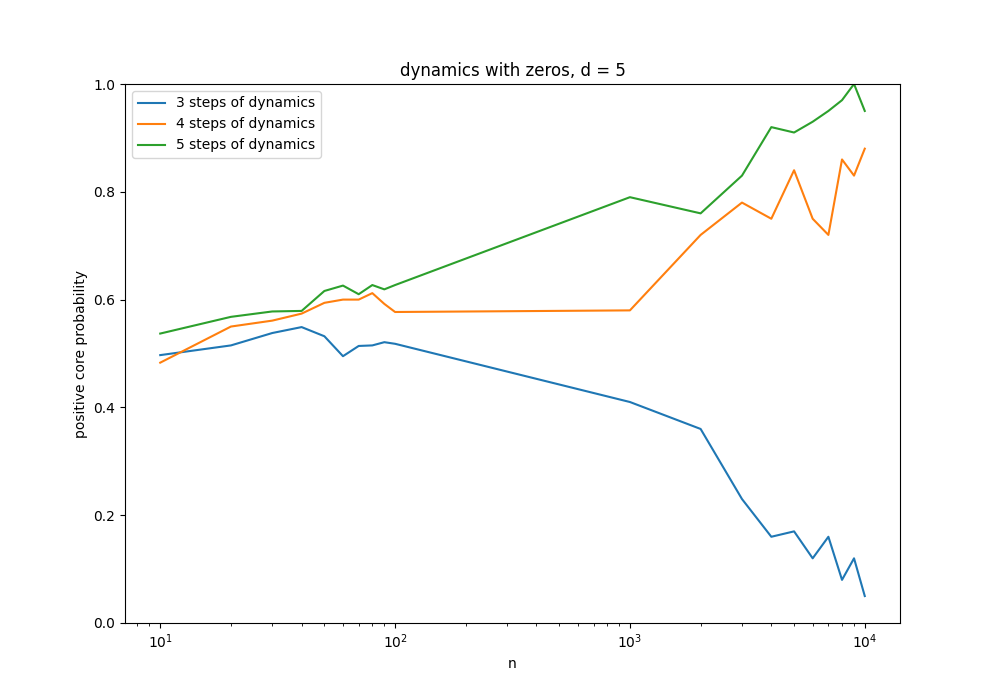 dynamics with zeros, d = 5
3 steps of dynamics
4 steps of dynamics
5 steps of dynamics
positive core probability
1.0
0.8
0.6
0.4
0.2
0.0
10¹ 10² 10³ 10⁴
n